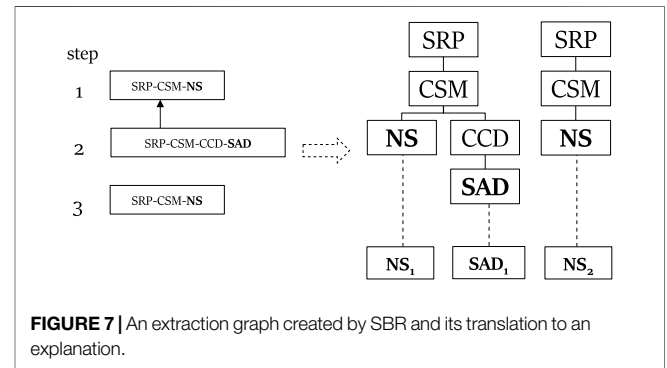 step
1
SRP-CSM-NS
2
SRP-CSM-CCD-SAD
3
SRP-CSM-NS
SRP
SRP
CSM
CSM
NS
CCD
NS
SAD
NS₁
SAD₁
NS₂
FIGURE 7 | An extraction graph created by SBR and its translation to an
explanation.